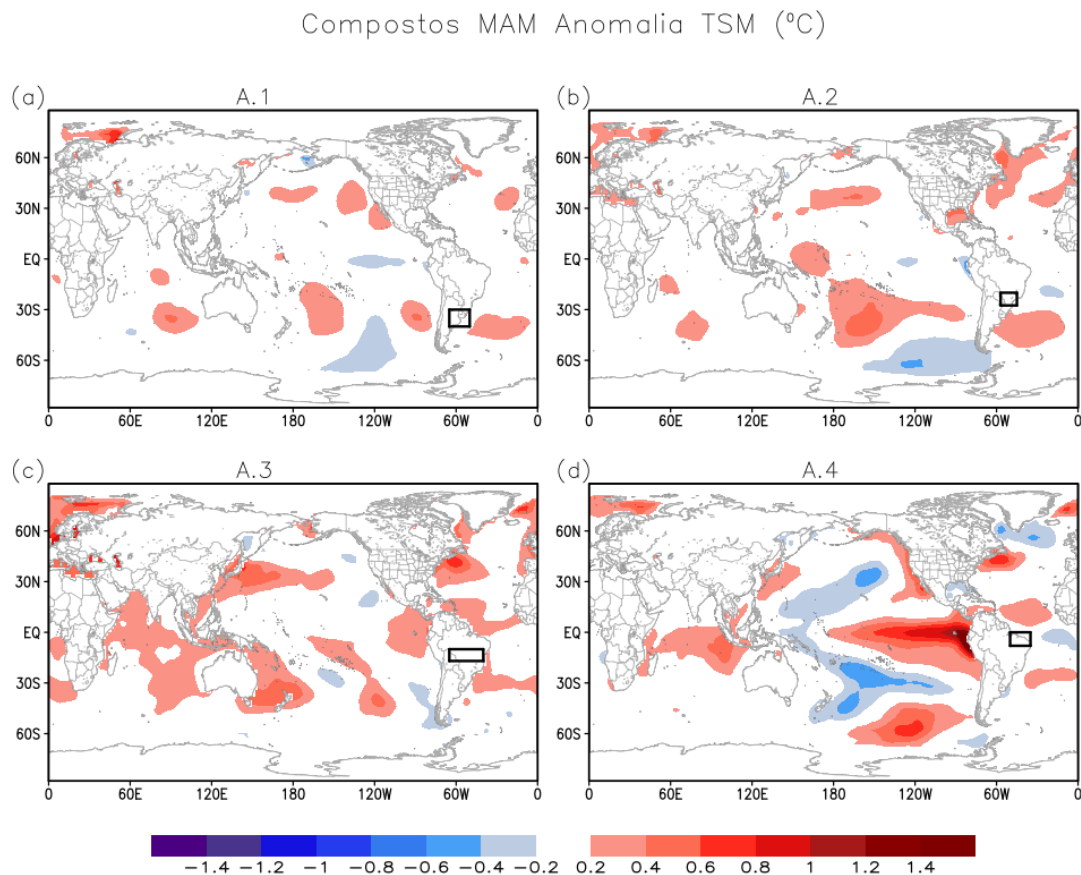 Compostos MAM Anomalia TSM (ºC)
(a) A.1
(b) A.2
60N
30N
EQ
30S
60S
0 60E 120E 180 120W 60W 0
60N
30N
EQ
30S
60S
0 60E 120E 180 120W 60W 0
(c) A.3
(d) A.4
60N
30N
EQ
30S
60S
0 60E 120E 180 120W 60W 0
60N
30N
EQ
30S
60S
0 60E 120E 180 120W 60W 0
-1.4 -1.2 -1 -0.8 -0.6 -0.4 -0.2 0.2 0.4 0.6 0.8 1 1.2 1.4